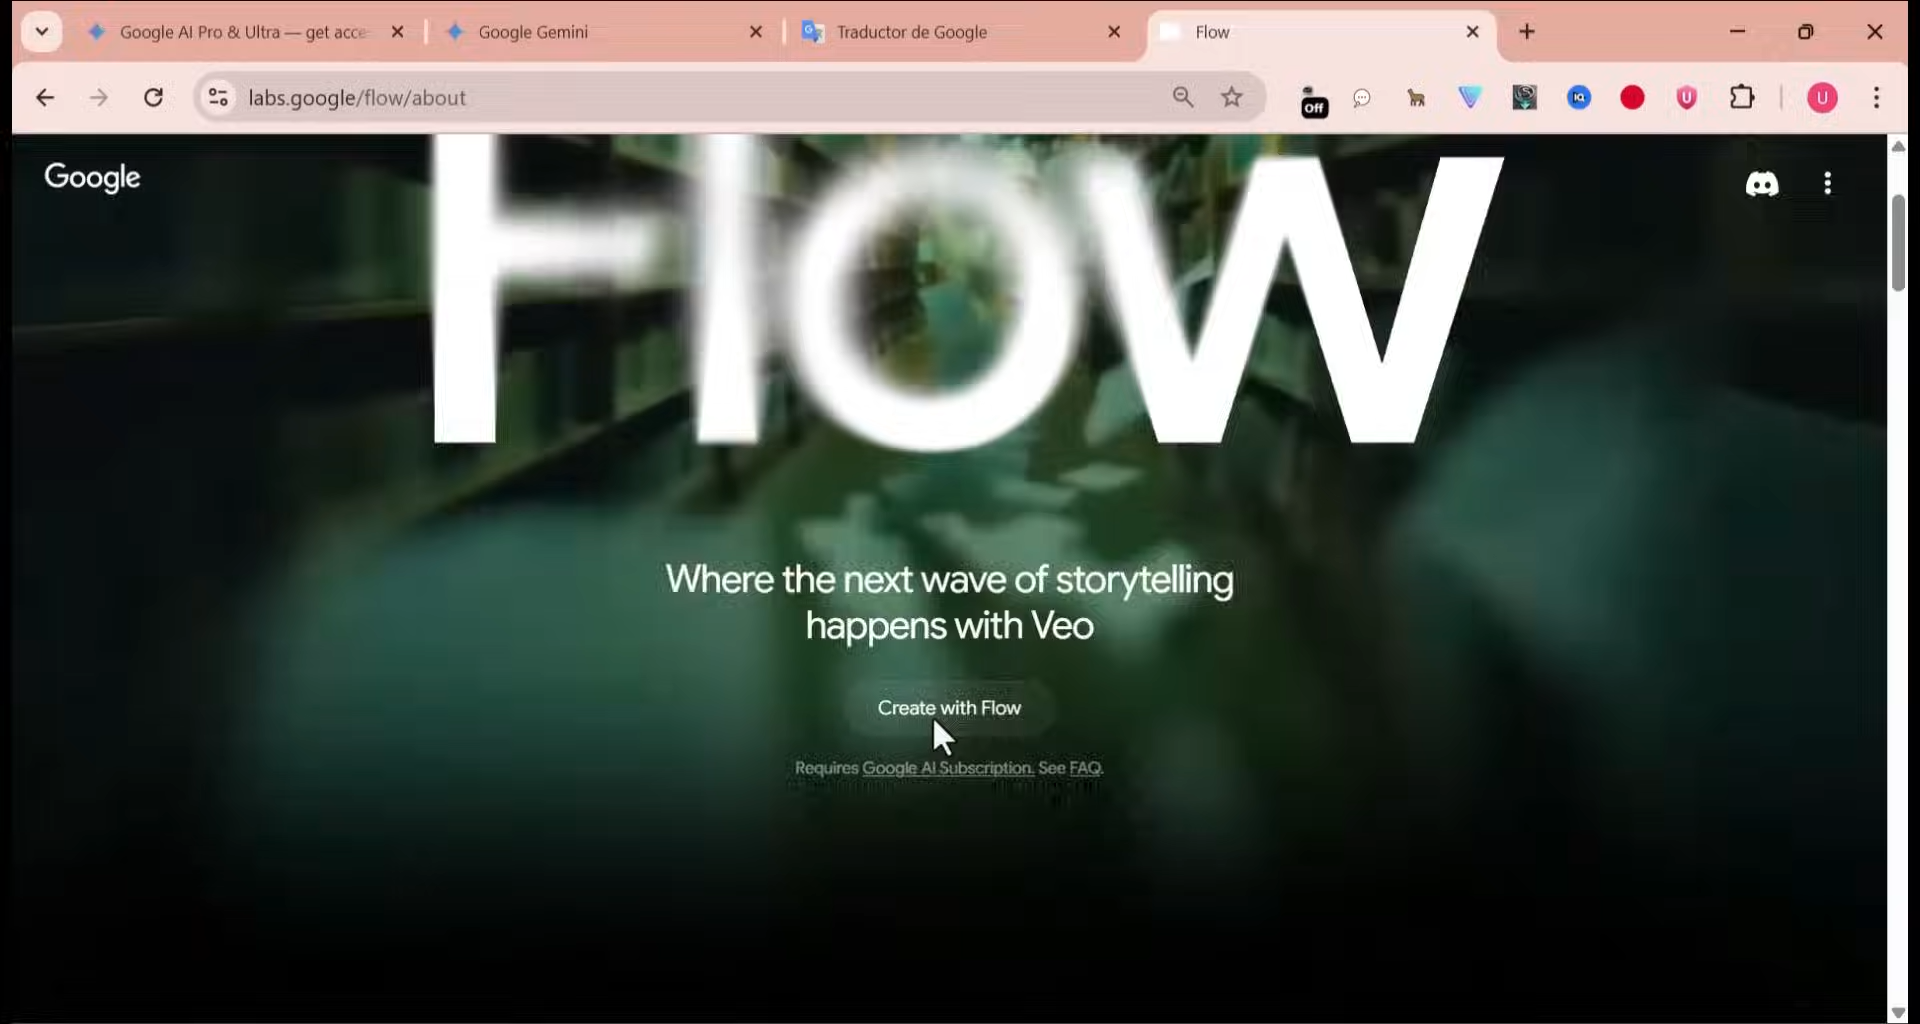 Google AI Pro & Ultra — get acce
Google Gemini
Traductor de Google
Flow
labs.google/flow/about
Off
IQ
U
U
Google
Flow
Where the next wave of storytelling
happens with Veo
Create with Flow
Requires Google AI Subscription. See FAQ.